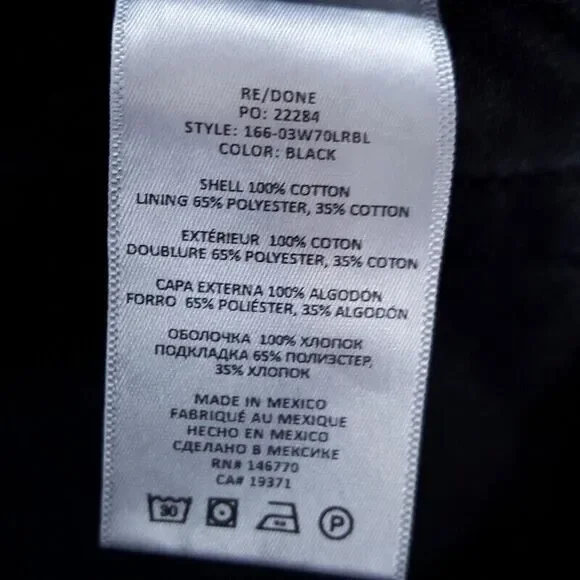 RE/DONE
PO: 22284
STYLE: 166-03W70LRBL
COLOR: BLACK
SHELL 100% COTTON
LINING 65% POLYESTER, 35% COTTON
EXTÉRIEUR 100% COTON
DOUBLURE 65% POLYESTER, 35% COTON
CAPA EXTERNA 100% ALGODÓN
FORRO 65% POLIÉSTER, 35% ALGODÓN
ОБОЛОЧКА 100% ХЛОПОК
ПОДКЛАДКА 65% ПОЛИЭСТЕР,
35% ХЛОПОК
MADE IN MEXICO
FABRIQUÉ AU MEXIQUE
HECHO EN MEXICO
СДЕЛАНО В МЕКСИКЕ
RN# 146770
CA# 19371
30 P